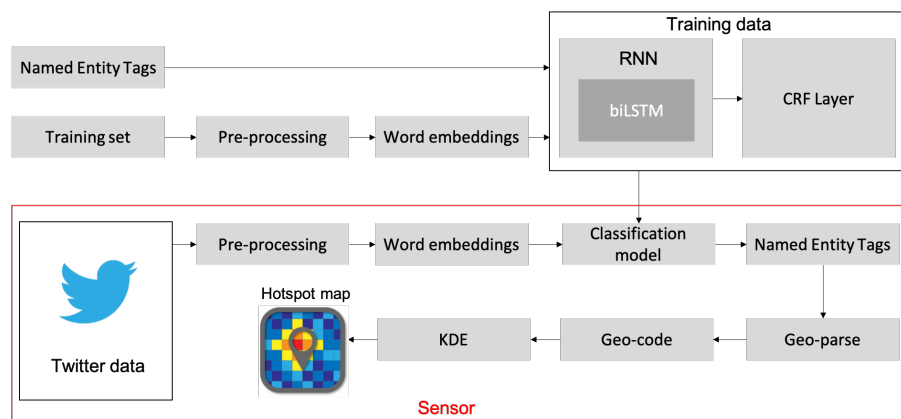 Training data
Named Entity Tags
RNN
biLSTM
CRF Layer
Training set
Pre-processing
Word embeddings
Pre-processing
Word embeddings
Classification
model
Named Entity Tags
Twitter data
Hotspot map
KDE
Geo-code
Geo-parse
Sensor